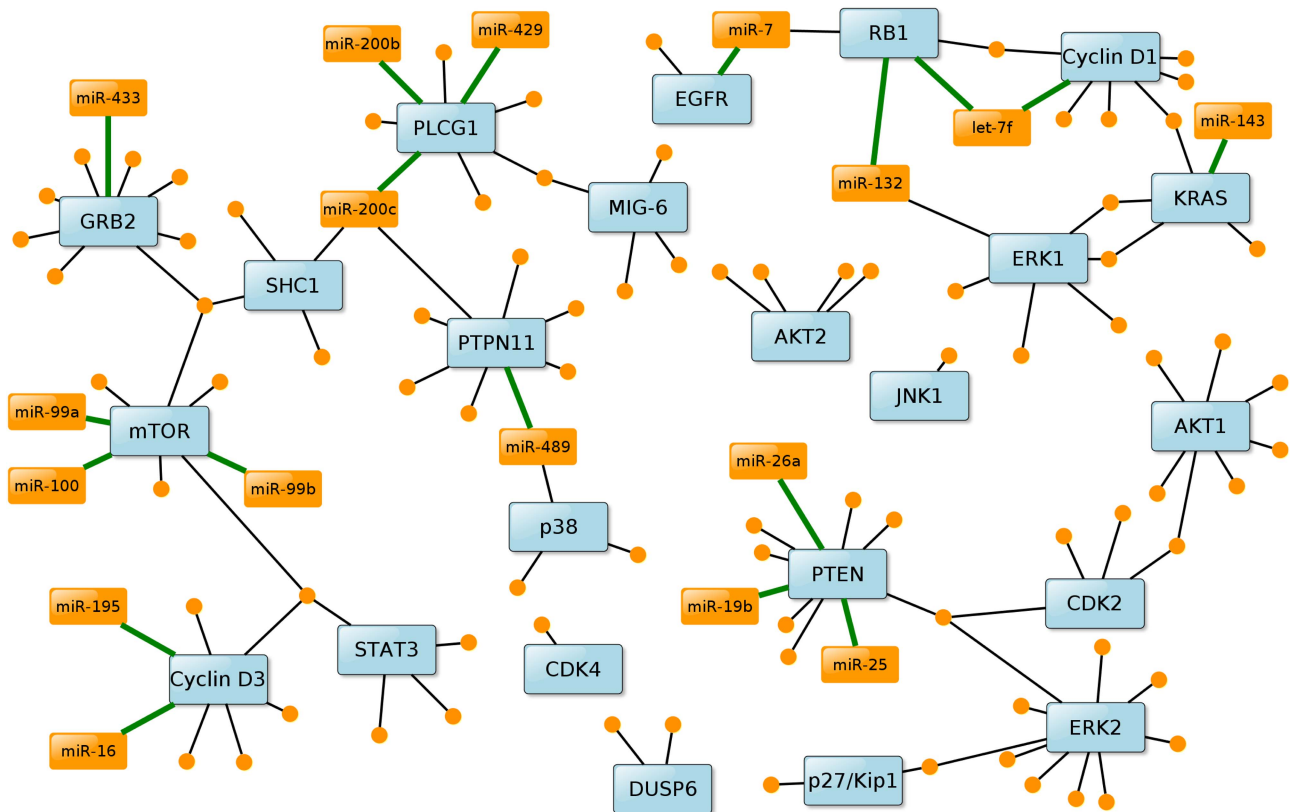 miR-429
miR-7
RB1
miR-200b
Cyclin D1
EGFR
miR-433
PLCG1
let-7f
miR-143
miR-132
KRAS
miR-200c
MIG-6
GRB2
ERK1
SHC1
AKT2
PTPN11
JNK1
miR-99a
mTOR
AKT1
miR-489
miR-26a
miR-100
miR-99b
p38
PTEN
CDK2
miR-195
miR-19b
STAT3
miR-25
CDK4
Cyclin D3
ERK2
miR-16
p27/Kip1
DUSP6